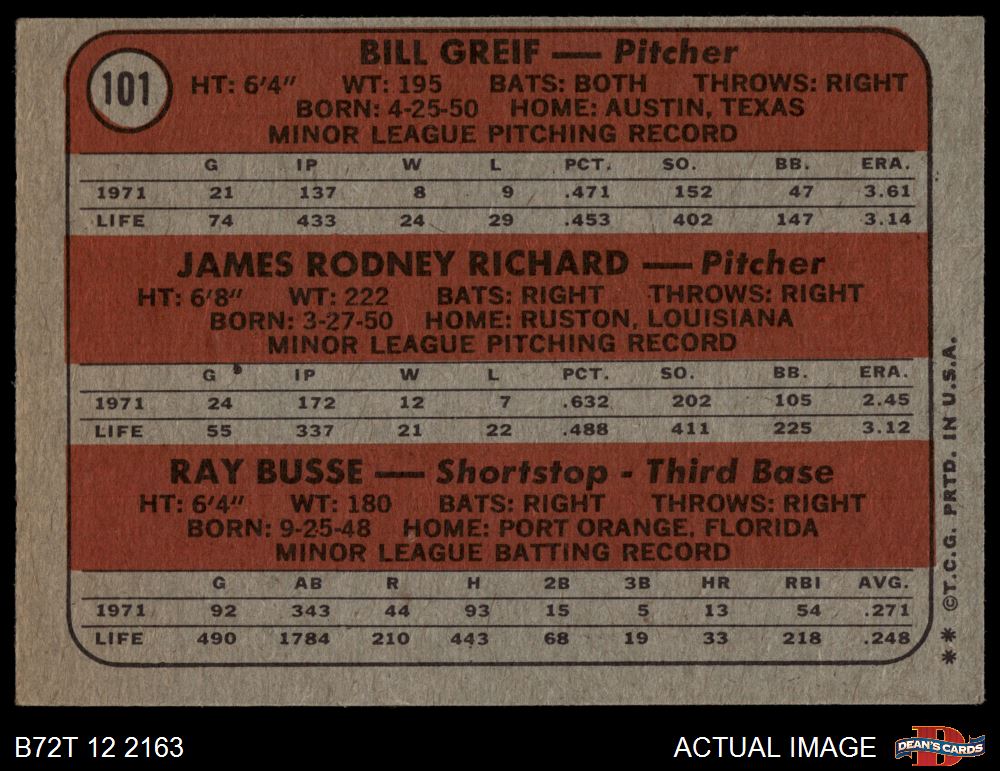 101
BILL GREIF — Pitcher
HT: 6'4" WT: 195 BATS: BOTH THROWS: RIGHT
BORN: 4-25-50 HOME: AUSTIN, TEXAS
MINOR LEAGUE PITCHING RECORD
G IP W L PCT. SO. BB. ERA.
1971 21 137 8 9 .471 152 47 3.61
LIFE 74 433 24 29 .453 402 147 3.14
JAMES RODNEY RICHARD — Pitcher
HT: 6'8" WT: 222 BATS: RIGHT THROWS: RIGHT
BORN: 3-27-50 HOME: RUSTON, LOUISIANA
MINOR LEAGUE PITCHING RECORD
G IP W L PCT. SO. BB. ERA.
1971 24 172 12 7 .632 202 105 2.45
LIFE 55 337 21 22 .488 411 225 3.12
RAY BUSSE — Shortstop - Third Base
HT: 6'4" WT: 180 BATS: RIGHT THROWS: RIGHT
BORN: 9-25-48 HOME: PORT ORANGE, FLORIDA
MINOR LEAGUE BATTING RECORD
G AB R H 2B 3B HR RBI AVG.
1971 92 343 44 93 15 5 13 54 .271
LIFE 490 1784 210 443 68 19 33 218 .248
** ©T.C.G. PRTD. IN U.S.A.
B72T 12 2163
ACTUAL IMAGE
D
DEAN'S CARDS